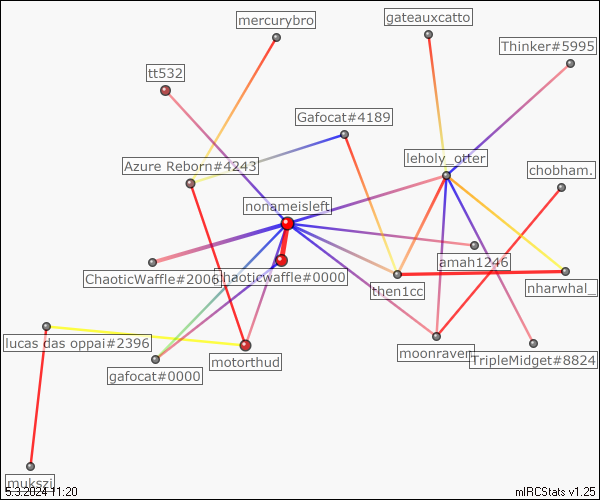 mercurybro
gateauxcatto
Thinker#5995
tt532
Gafocat#4189
leholy_otter
Azure Reborn#4243
chobham.
nonameisleft
amah1246
ChaoticWaffle#2006
chaoticwaffle#0000
then1cc
nharwhal_
lucas das oppai#2396
motorthud
moonraven
TripleMidget#8824
gafocat#0000
mukszi
5.3.2024 11:20
mIRCStats v1.25